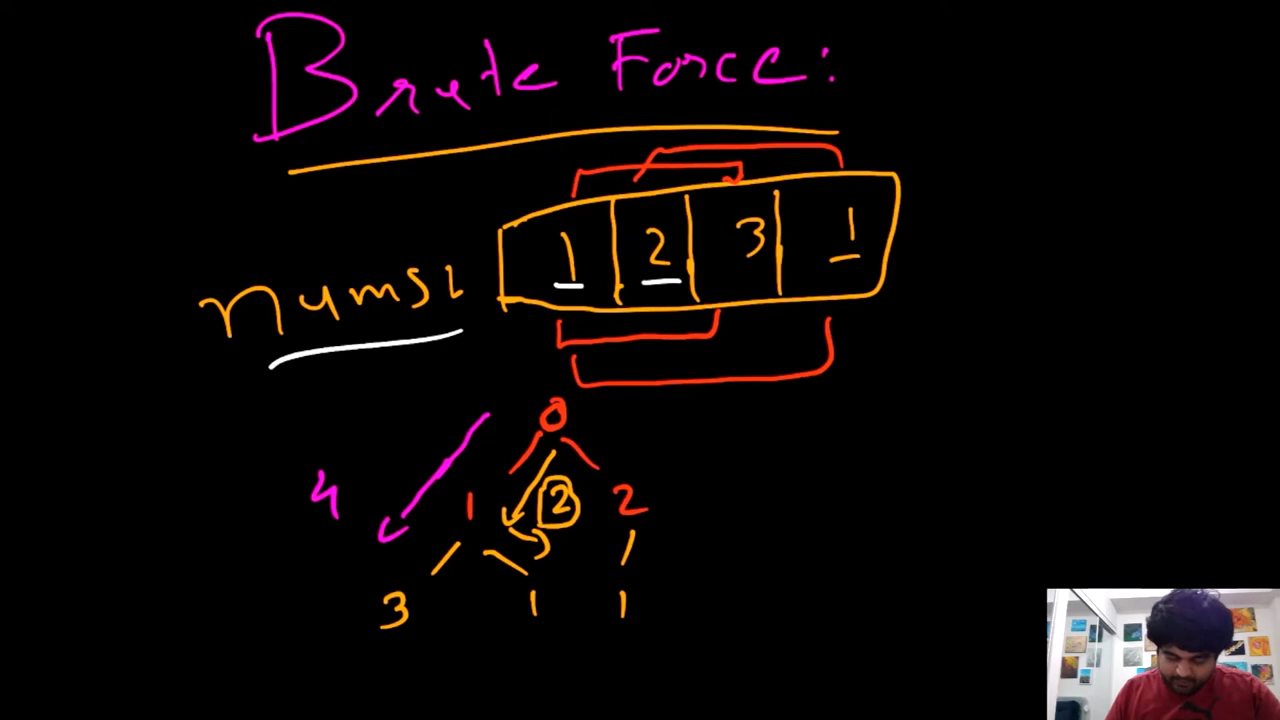 Brute Force:
nums: 1 2 3 1
0
4 1 2 2
3 1 1